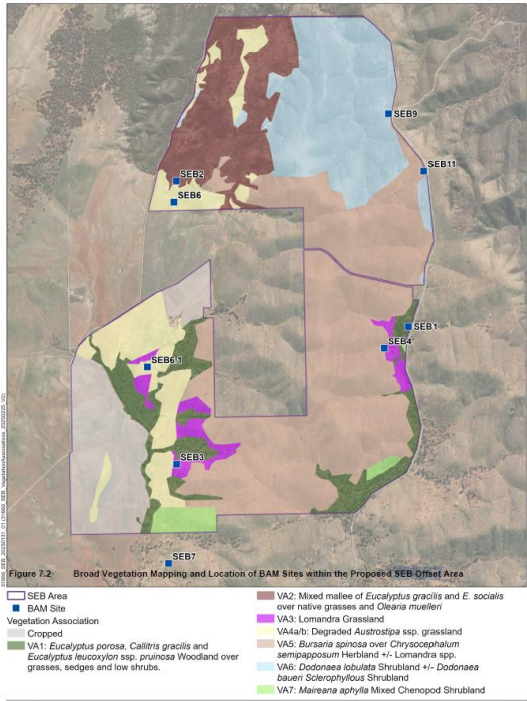 SEB9
SEB11
SEB2
SEB6
SEB1
SEB4
SEB6.1
SEB3
SEB7
Figure 7.2 Broad Vegetation Mapping and Location of BAM Sites within the Proposed SEB Offset Area
SEB Area
BAM Site
Vegetation Association
Cropped
VA1: Eucalyptus porosa, Callitris gracilis and
Eucalyptus leucoxylon ssp. pruinosa Woodland over
grasses, sedges and low shrubs.
VA2: Mixed mallee of Eucalyptus gracilis and E. socialis
over native grasses and Olearia muelleri
VA3: Lomandra Grassland
VA4a/b: Degraded Austrostipa ssp. grassland
VA5: Bursaria spinosa over Chrysocephalum
semipapposum Herbland +/- Lomandra spp.
VA6: Dodonaea lobulata Shrubland +/- Dodonaea
baueri Sclerophyllous Shrubland
VA7: Maireana aphylla Mixed Chenopod Shrubland